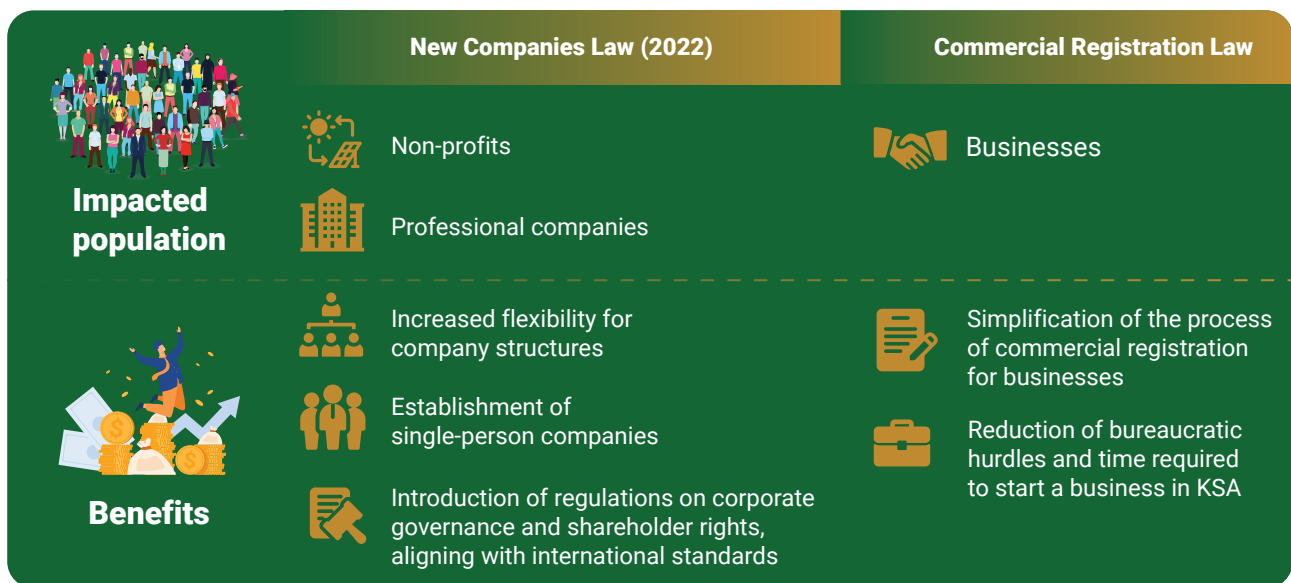 New Companies Law (2022)
Commercial Registration Law
Impacted
population
Non-profits
Professional companies
Businesses
Benefits
Increased flexibility for
company structures
Establishment of
single-person companies
Introduction of regulations on corporate
governance and shareholder rights,
aligning with international standards
Simplification of the process
of commercial registration
for businesses
Reduction of bureaucratic
hurdles and time required
to start a business in KSA